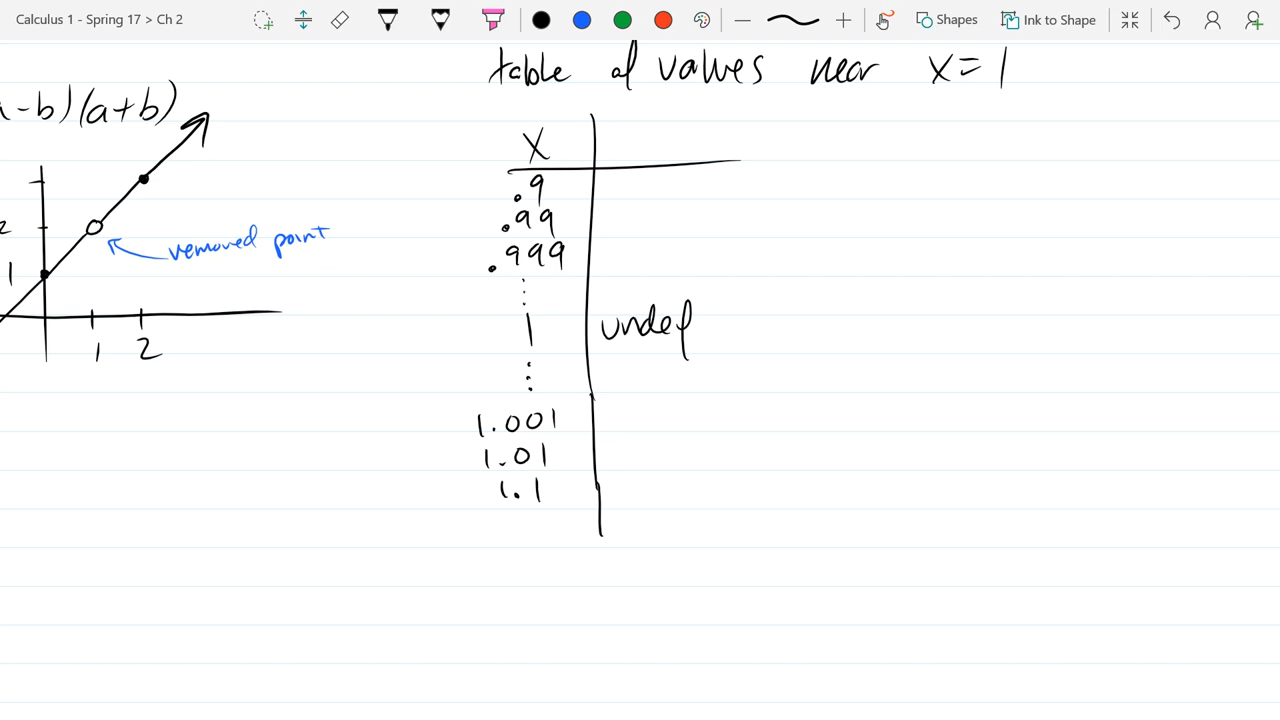 Calculus 1 - Spring 17 > Ch 2
Shapes
Ink to Shape
table of values near x = 1
-b)(a+b)
removed point
2
1
1 2
x
.9
.99
.999
⋮
1 undef
⋮
1.001
1.01
1.1